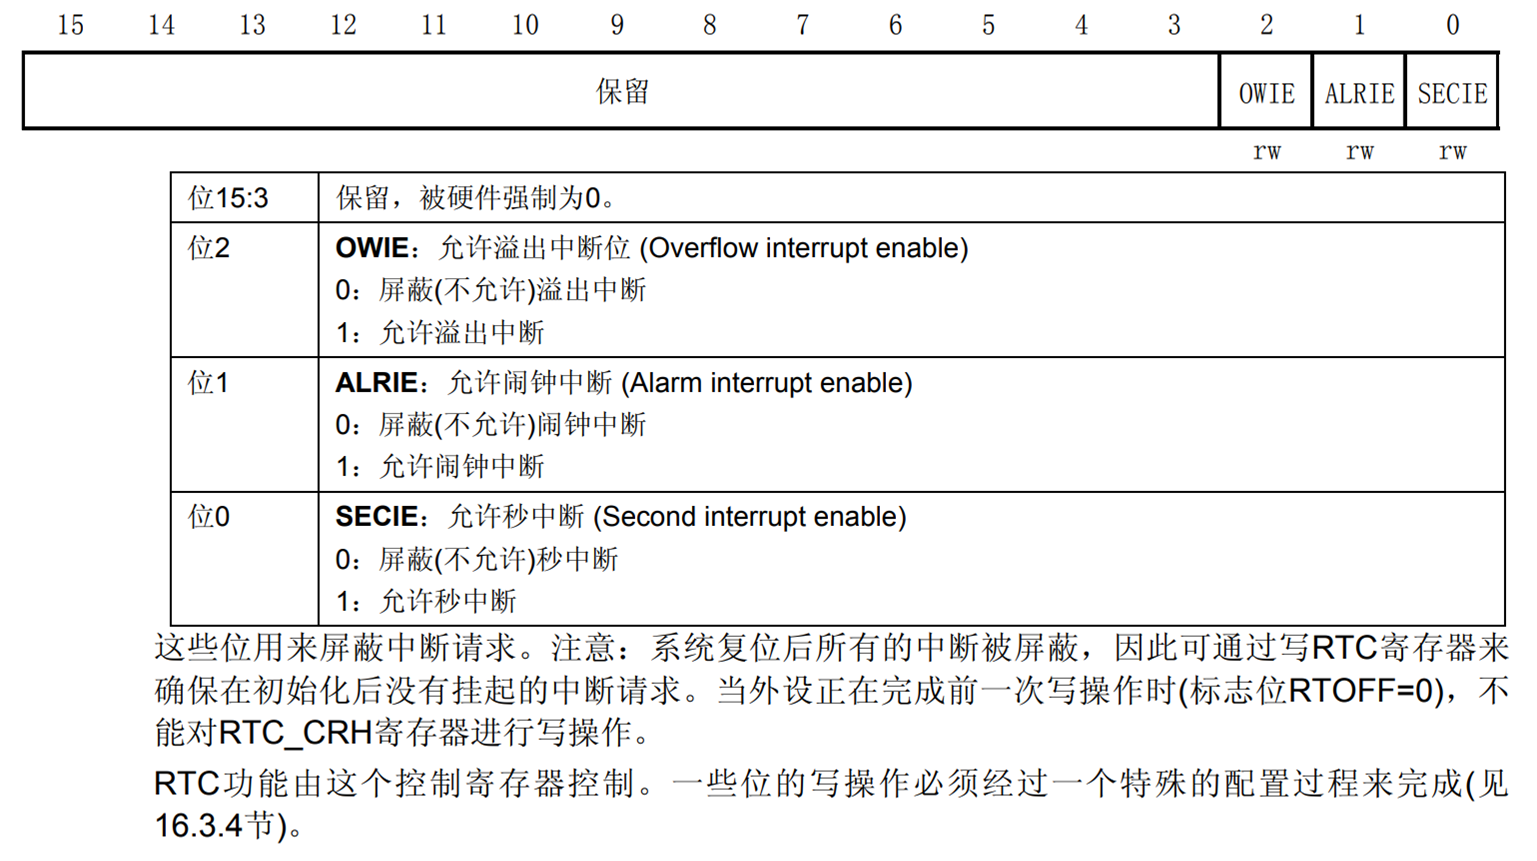 15 14 13 12 11 10 9 8 7 6 5 4 3 2 1 0
保留 OWIE ALRIE SECIE
rw rw rw
位15:3 保留，被硬件强制为0。
位2 OWIE：允许溢出中断位 (Overflow interrupt enable)
0：屏蔽(不允许)溢出中断
1：允许溢出中断
位1 ALRIE：允许闹钟中断 (Alarm interrupt enable)
0：屏蔽(不允许)闹钟中断
1：允许闹钟中断
位0 SECIE：允许秒中断 (Second interrupt enable)
0：屏蔽(不允许)秒中断
1：允许秒中断
这些位用来屏蔽中断请求。注意：系统复位后所有的中断被屏蔽，因此可通过写RTC寄存器来
确保在初始化后没有挂起的中断请求。当外设正在完成前一次写操作时(标志位RTOFF=0)，不
能对RTC_CRH寄存器进行写操作。
RTC功能由这个控制寄存器控制。一些位的写操作必须经过一个特殊的配置过程来完成(见
16.3.4节)。